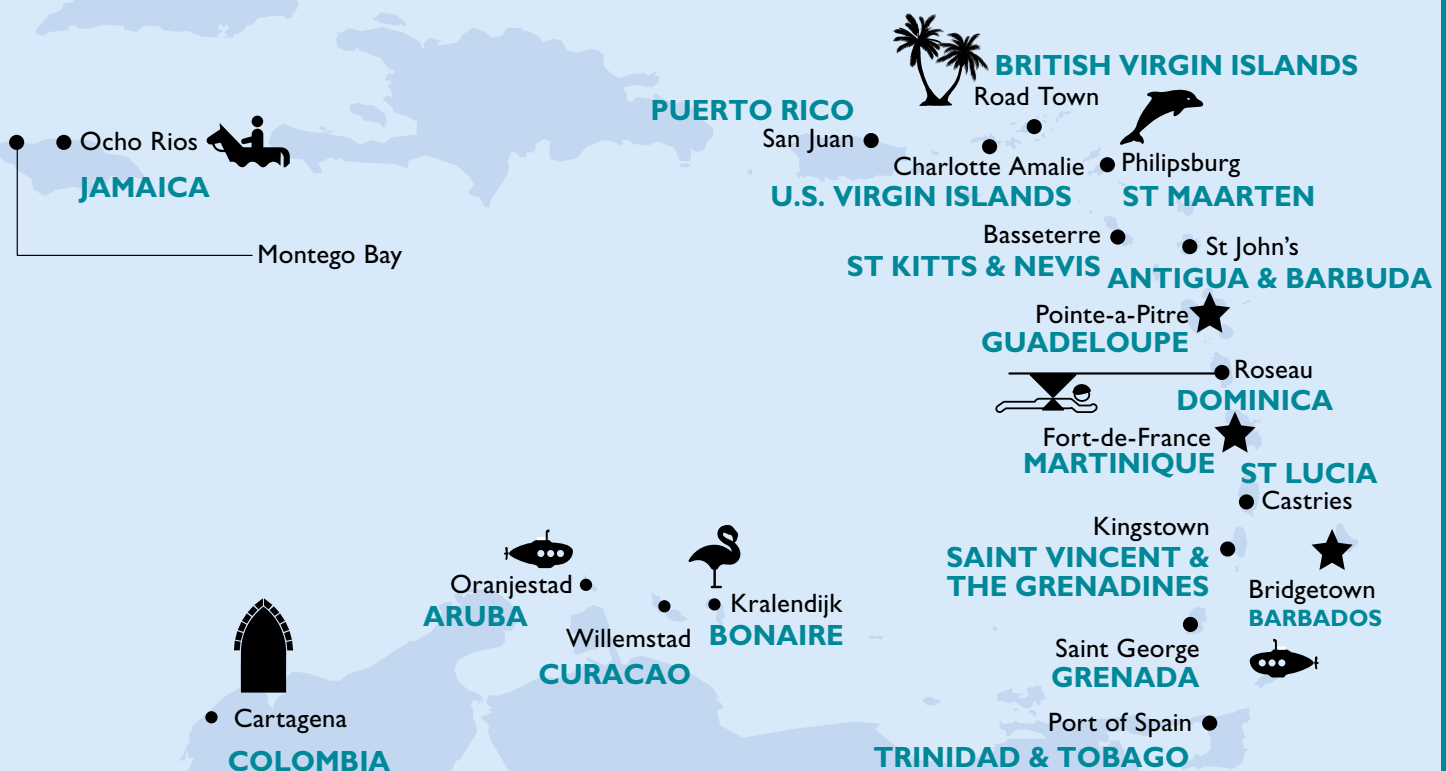 BRITISH VIRGIN ISLANDS
Road Town
PUERTO RICO
San Juan
Ocho Rios
JAMAICA
Montego Bay
Charlotte Amalie
U.S. VIRGIN ISLANDS
Philipsburg
ST MAARTEN
Basseterre
ST KITTS & NEVIS
St John’s
ANTIGUA & BARBUDA
Pointe-a-Pitre
GUADELOUPE
Roseau
DOMINICA
Fort-de-France
MARTINIQUE
ST LUCIA
Castries
Kingstown
SAINT VINCENT &
THE GRENADINES
Bridgetown
BARBADOS
Oranjestad
ARUBA
Willemstad
CURACAO
Kralendijk
BONAIRE
Saint George
GRENADA
Cartagena
COLOMBIA
Port of Spain
TRINIDAD & TOBAGO